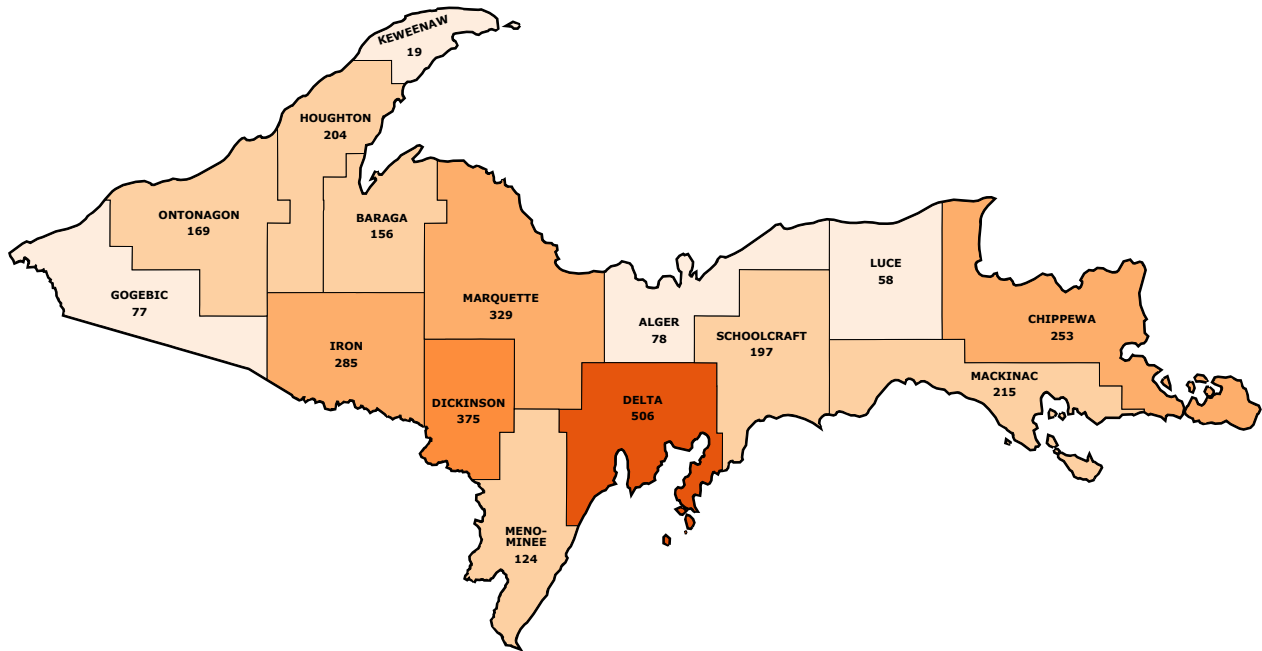 KEWEENAW
19
HOUGHTON
204
ONTONAGON
169
BARAGA
156
GOGEBIC
77
MARQUETTE
329
IRON
285
DICKINSON
375
ALGER
78
SCHOOLCRAFT
197
LUCE
58
CHIPPEWA
253
MACKINAC
215
DELTA
506
MENO-
MINEE
124